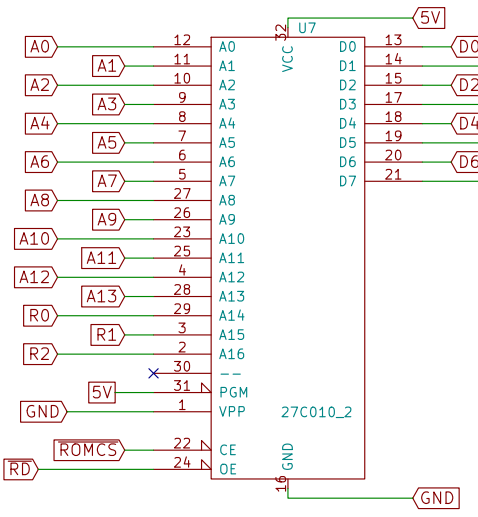 5V
32 U7
VCC
A0 12 A0 D0 13 D0
A1 11 A1 D1 14
A2 10 A2 D2 15 D2
A3 9 A3 D3 17
A4 8 A4 D4 18 D4
A5 7 A5 D5 19
A6 6 A6 D6 20 D6
A7 5 A7 D7 21
A8 27 A8
A9 26 A9
A10 23 A10
A11 25 A11
A12 4 A12
A13 28 A13
R0 29 A14
R1 3 A15
R2 2 A16
30 --
5V 31 PGM
GND 1 VPP 27C010_2
ROMCS 22 CE
RD 24 OE
GND
16
GND